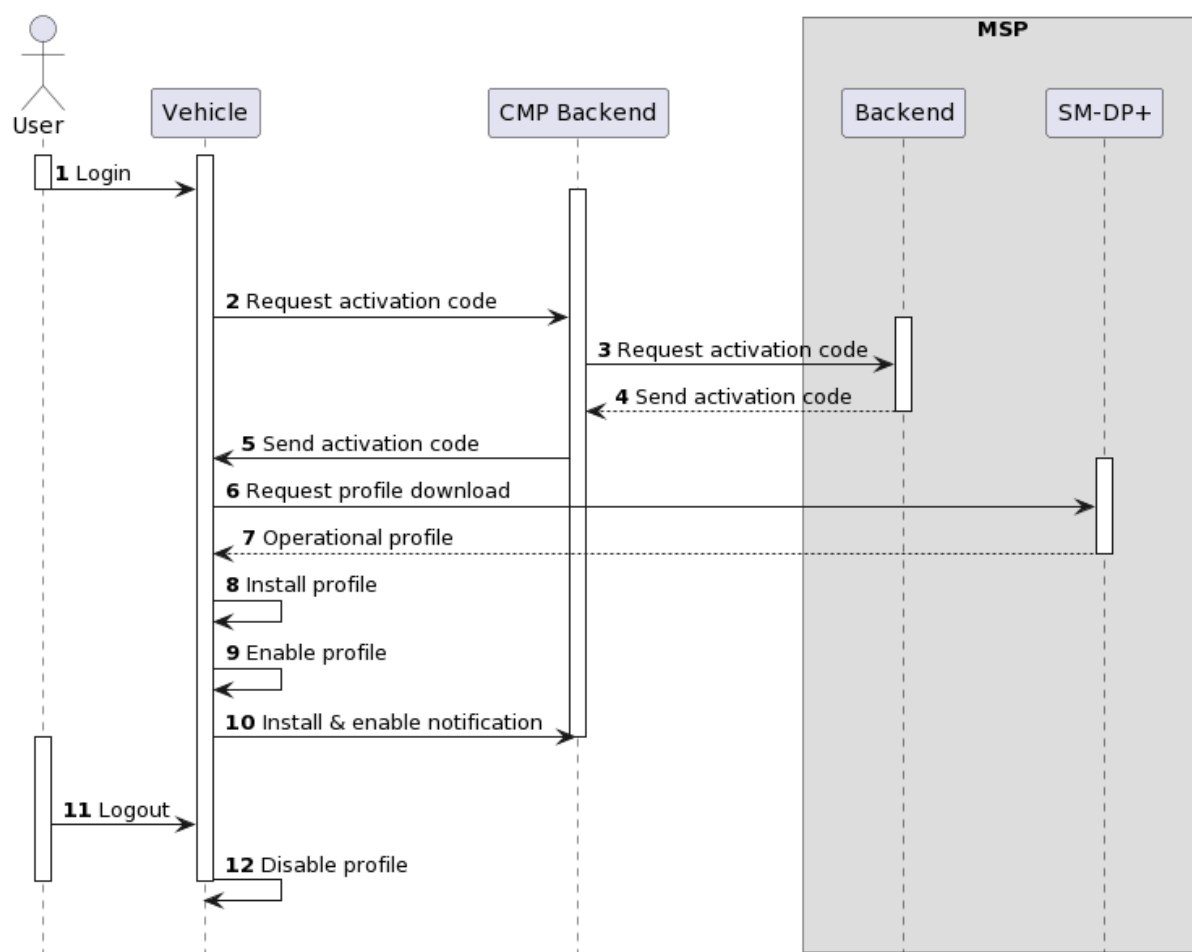 MSP
User
Vehicle
CMP Backend
Backend
SM-DP+
1 Login
2 Request activation code
3 Request activation code
4 Send activation code
5 Send activation code
6 Request profile download
7 Operational profile
8 Install profile
9 Enable profile
10 Install & enable notification
11 Logout
12 Disable profile